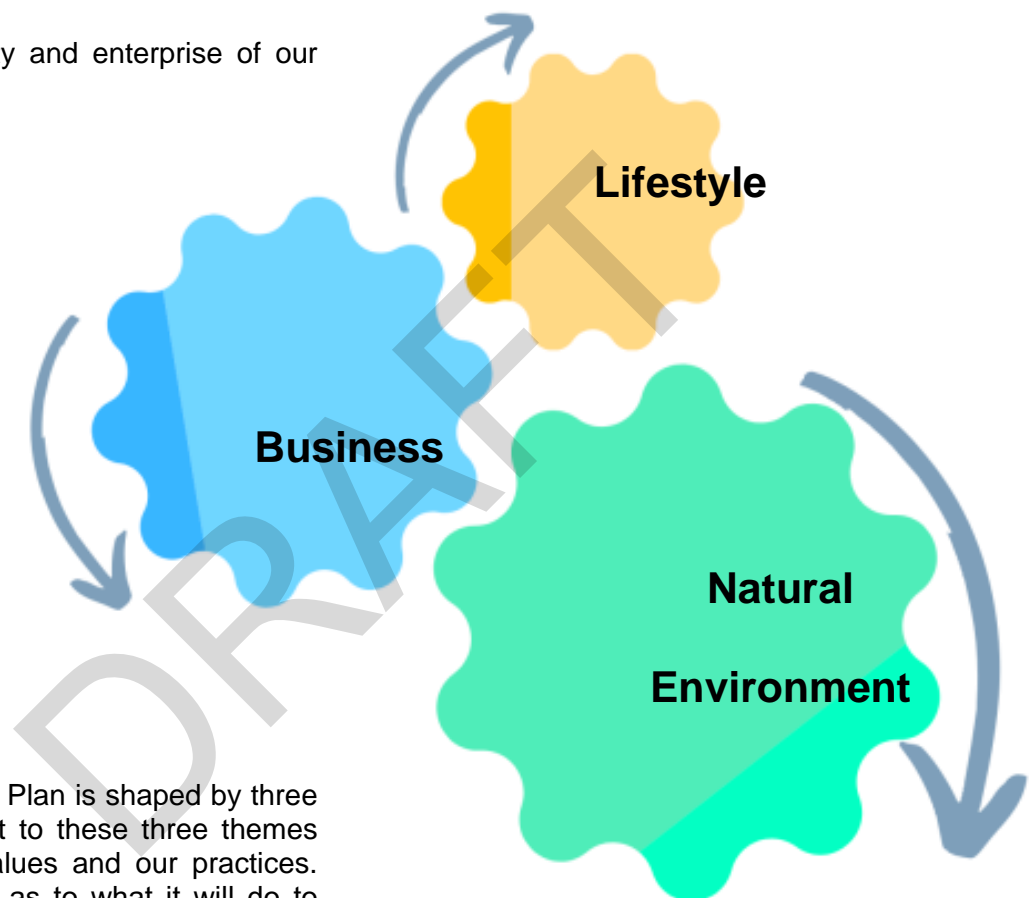 y and enterprise of our
Lifestyle
Business
Natural
Environment
DRAFT
Plan is shaped by three
t to these three themes
alues and our practices.
as to what it will do to